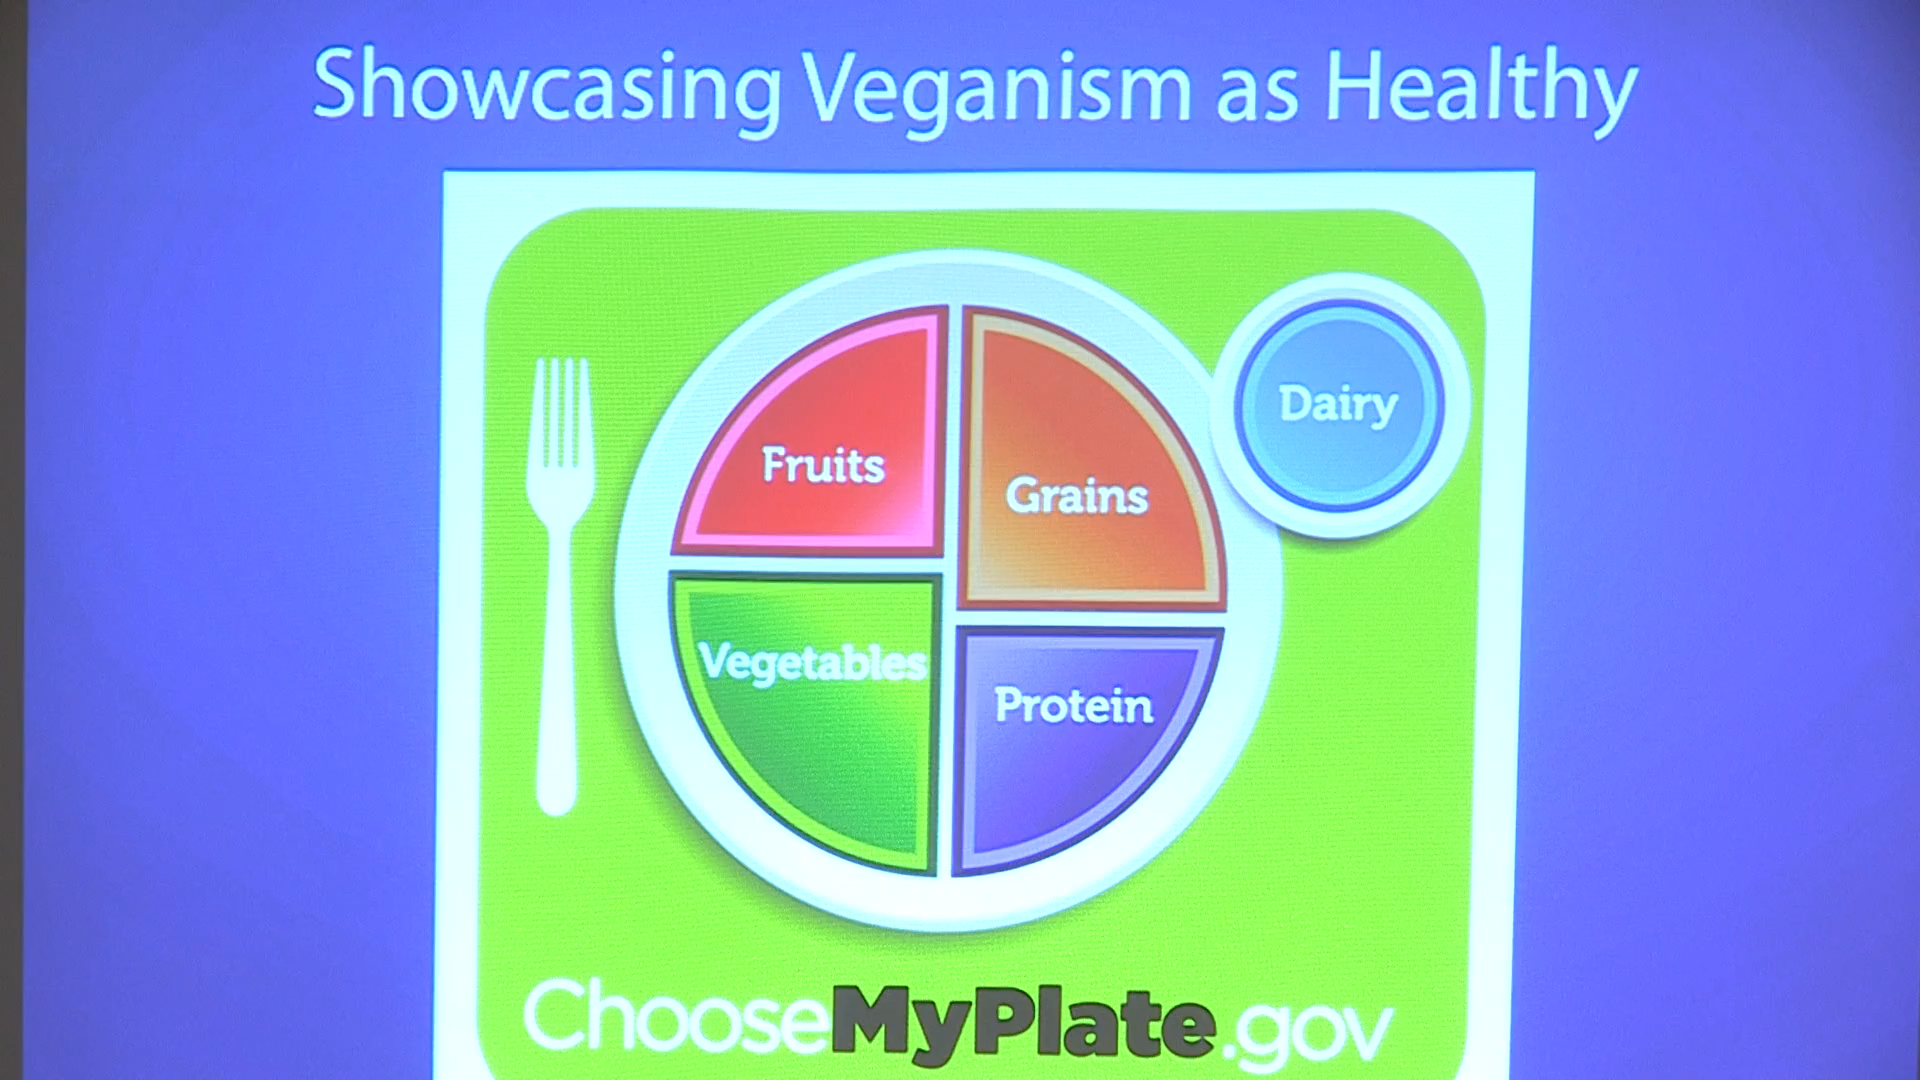 Showcasing Veganism as Healthy
Dairy
Fruits
Grains
Vegetables
Protein
ChooseMyPlate.gov